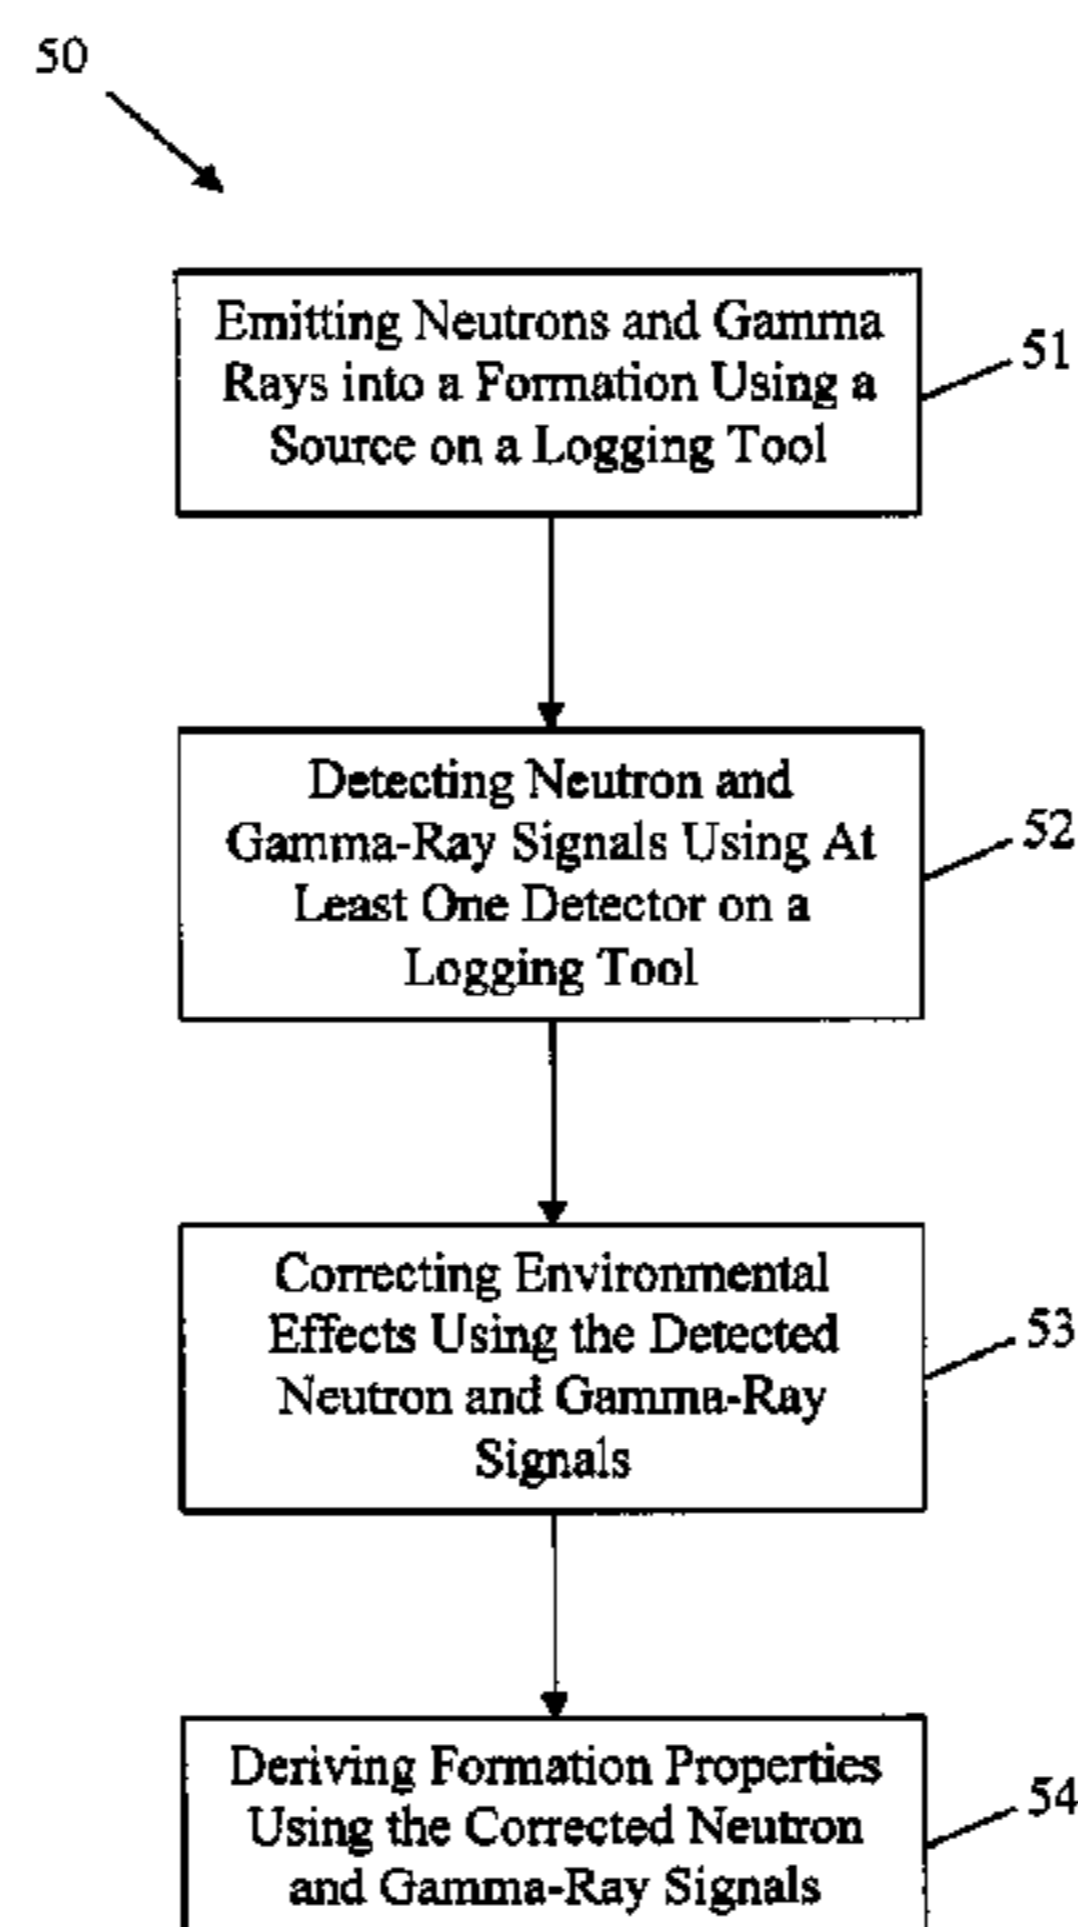 50
Emitting Neutrons and Gamma
Rays into a Formation Using a
Source on a Logging Tool
51
Detecting Neutron and
Gamma-Ray Signals Using At
Least One Detector on a
Logging Tool
52
Correcting Environmental
Effects Using the Detected
Neutron and Gamma-Ray
Signals
53
Deriving Formation Properties
Using the Corrected Neutron
and Gamma-Ray Signals
54